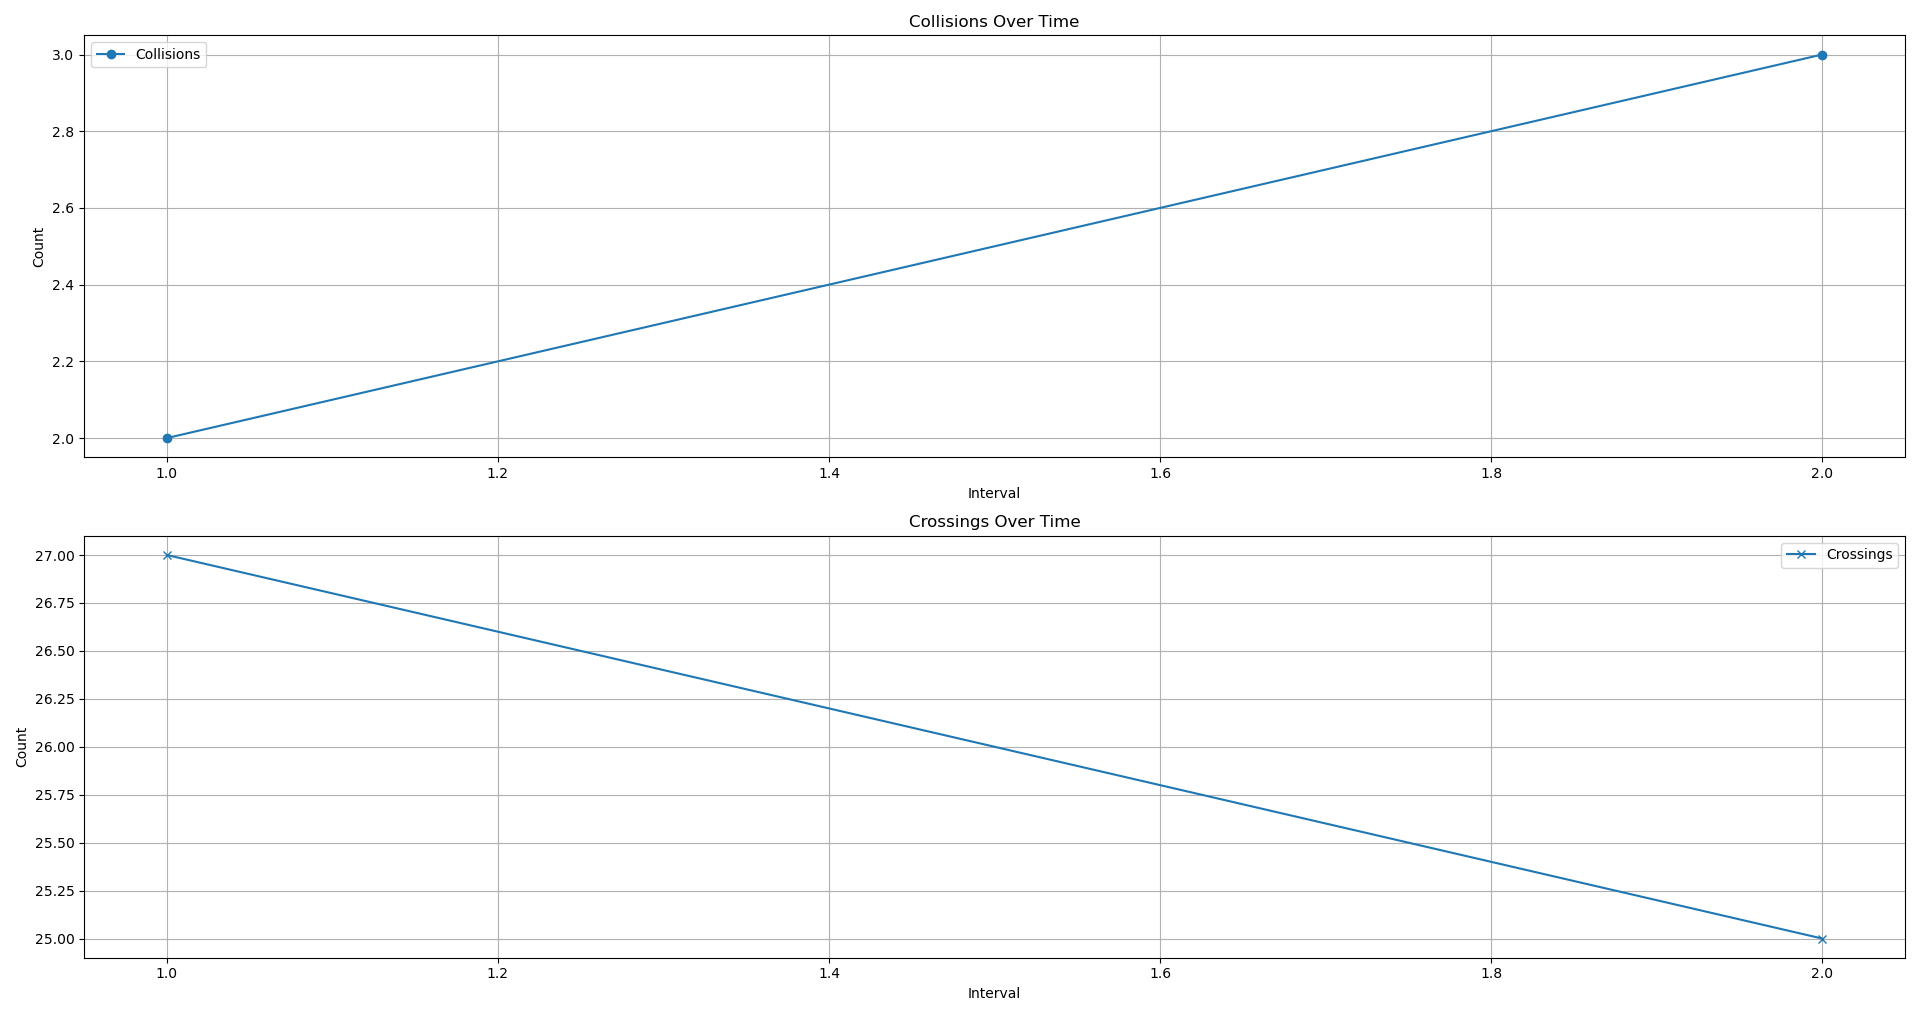 Collisions Over Time
Collisions
3.0
2.8
2.6
2.4
2.2
2.0
Count
1.0 1.2 1.4 1.6 1.8 2.0
Interval
Crossings Over Time
Crossings
27.00
26.75
26.50
26.25
26.00
25.75
25.50
25.25
25.00
Count
1.0 1.2 1.4 1.6 1.8 2.0
Interval